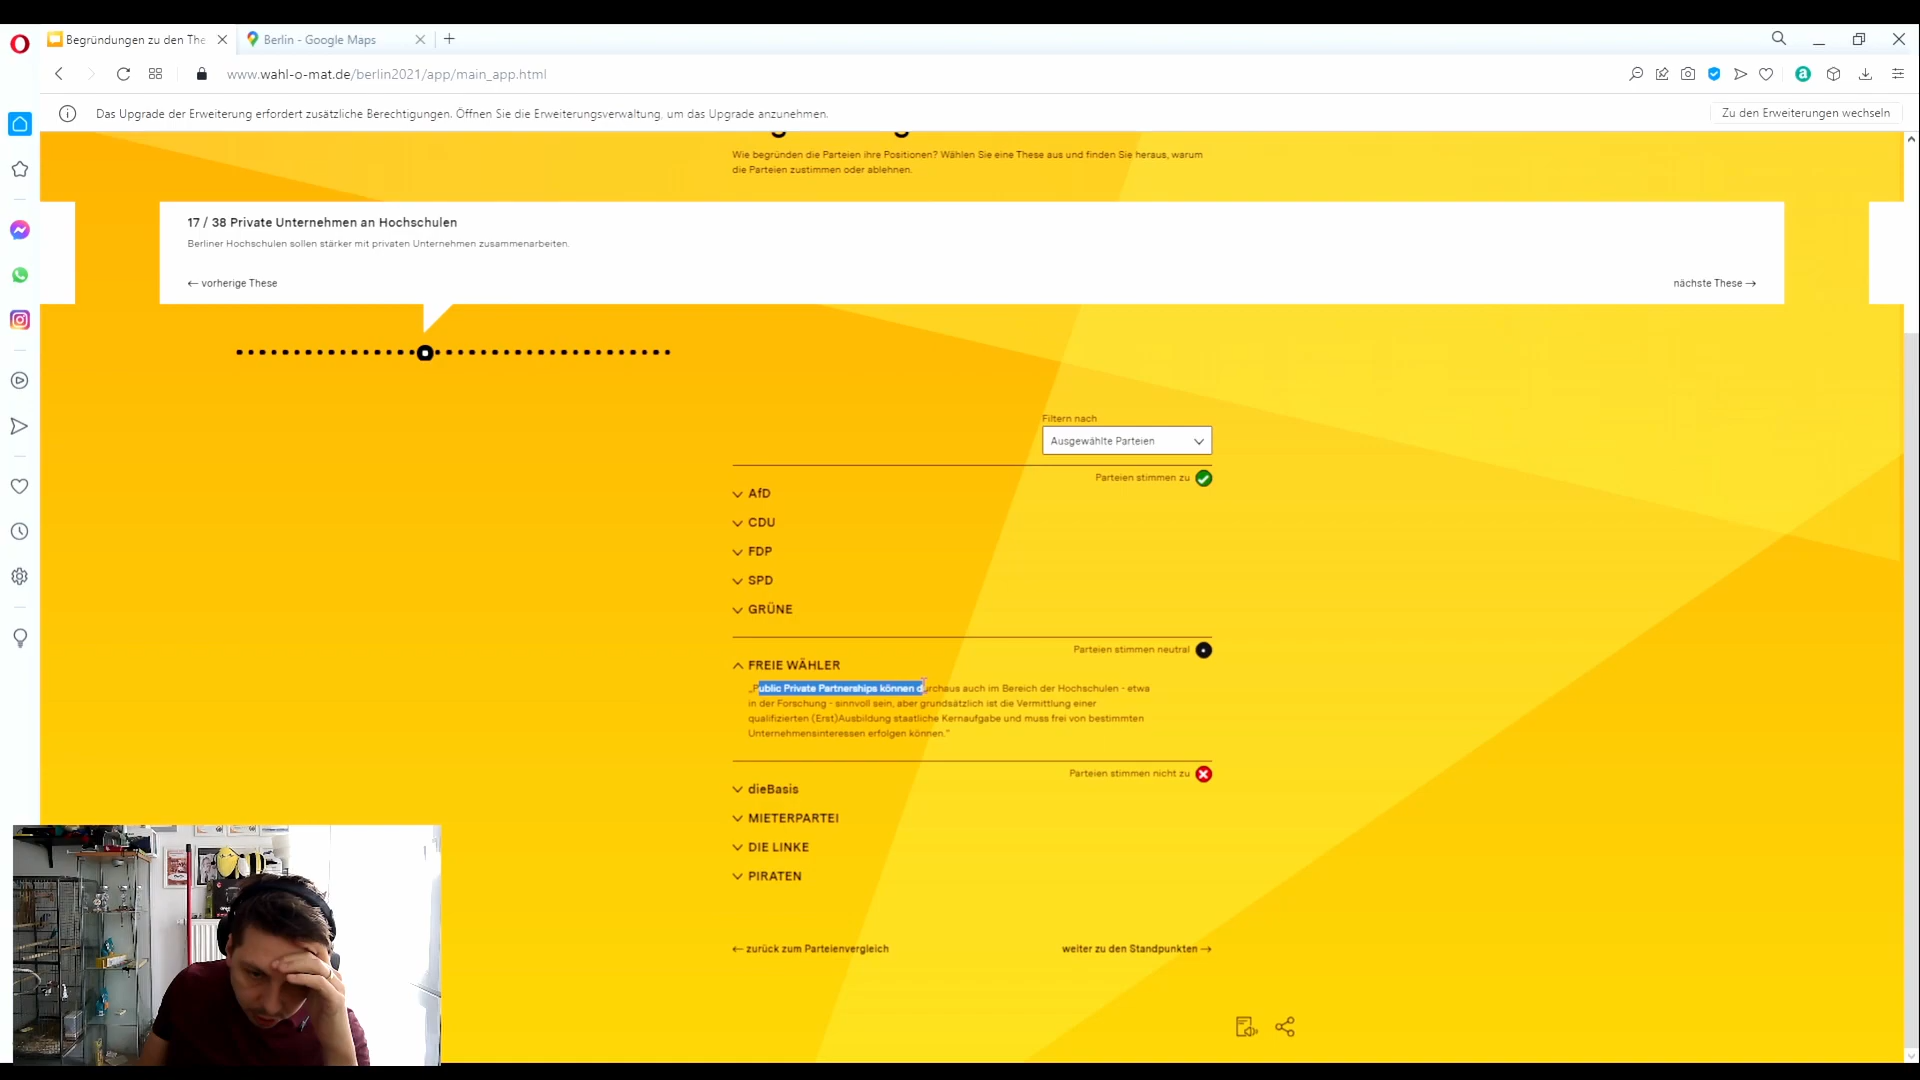 Begründungen zu den The
Berlin - Google Maps
www.wahl-o-mat.de/berlin2021/app/main_app.html
Das Upgrade der Erweiterung erfordert zusätzliche Berechtigungen. Öffnen Sie die Erweiterungsverwaltung, um das Upgrade anzunehmen.
Zu den Erweiterungen wechseln
Wie begründen die Parteien ihre Positionen? Wählen Sie eine These aus und finden Sie heraus, warum
die Parteien zustimmen oder ablehnen.
17 / 38 Private Unternehmen an Hochschulen
Berliner Hochschulen sollen stärker mit privaten Unternehmen zusammenarbeiten.
← vorherige These
nächste These →
Filtern nach
Ausgewählte Parteien
Parteien stimmen zu
AfD
CDU
FDP
SPD
GRÜNE
Parteien stimmen neutral
FREIE WÄHLER
„Public Private Partnerships können durchaus auch im Bereich der Hochschulen - etwa
in der Forschung - sinnvoll sein, aber grundsätzlich ist die Vermittlung einer
qualifizierten (Erst)Ausbildung staatliche Kernaufgabe und muss frei von bestimmten
Unternehmensinteressen erfolgen können."
Parteien stimmen nicht zu
dieBasis
MIETERPARTEI
DIE LINKE
PIRATEN
← zurück zum Parteienvergleich
weiter zu den Standpunkten →